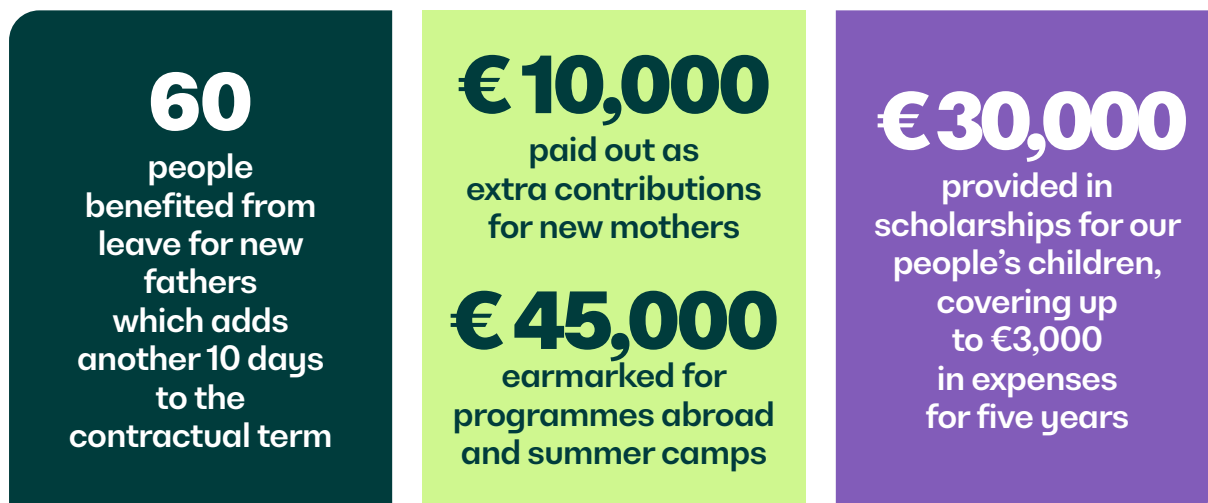 60
people
benefited from
leave for new
fathers
which adds
another 10 days
to the
contractual term
€ 10,000
paid out as
extra contributions
for new mothers
€ 45,000
earmarked for
programmes abroad
and summer camps
€ 30,000
provided in
scholarships for our
people’s children,
covering up
to €3,000
in expenses
for five years